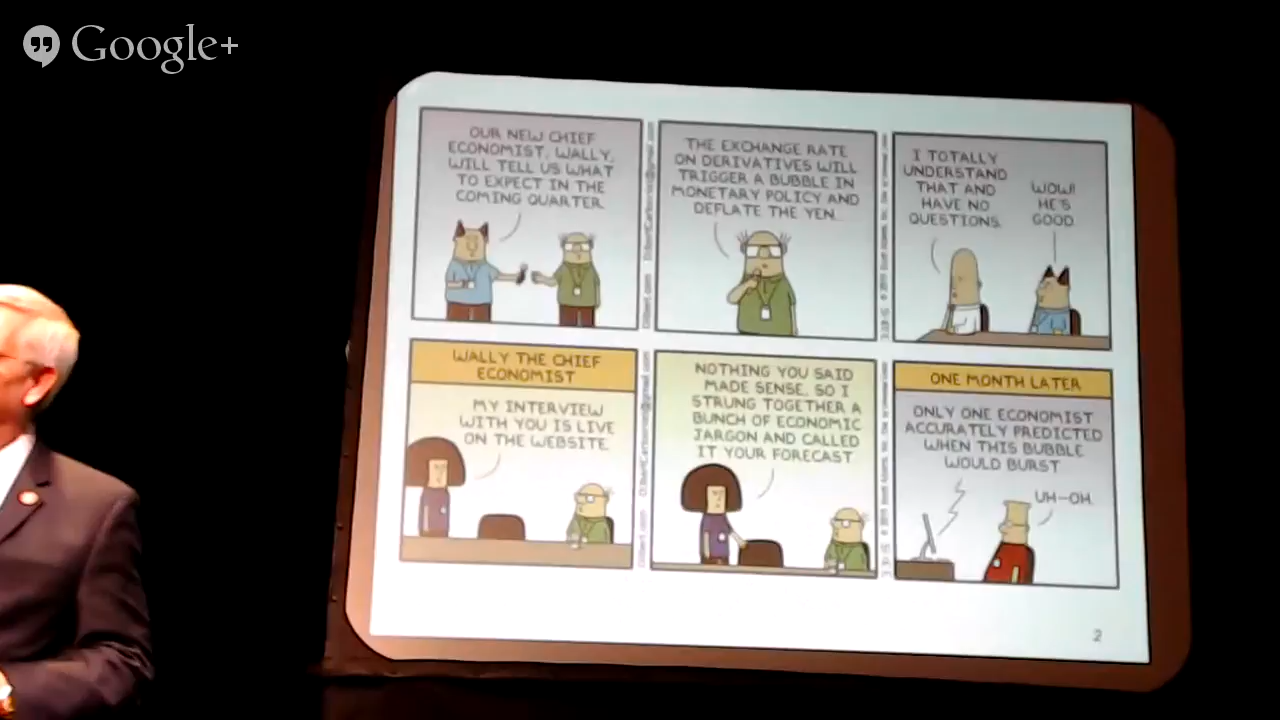 Google+
OUR NEW CHIEF
ECONOMIST, WALLY,
WILL TELL US WHAT
TO EXPECT IN THE
COMING QUARTER.
THE EXCHANGE RATE
ON DERIVATIVES WILL
TRIGGER A BUBBLE IN
MONETARY POLICY AND
DEFLATE THE YEN.
I TOTALLY
UNDERSTAND
THAT AND
HAVE NO
QUESTIONS.
WOW!
HE'S
GOOD.
WALLY THE CHIEF
ECONOMIST
MY INTERVIEW
WITH YOU IS LIVE
ON THE WEBSITE.
NOTHING YOU SAID
MADE SENSE, SO I
STRUNG TOGETHER A
BUNCH OF ECONOMIC
JARGON AND CALLED
IT YOUR FORECAST.
ONE MONTH LATER
ONLY ONE ECONOMIST
ACCURATELY PREDICTED
WHEN THIS BUBBLE
WOULD BURST
UH-OH.
2